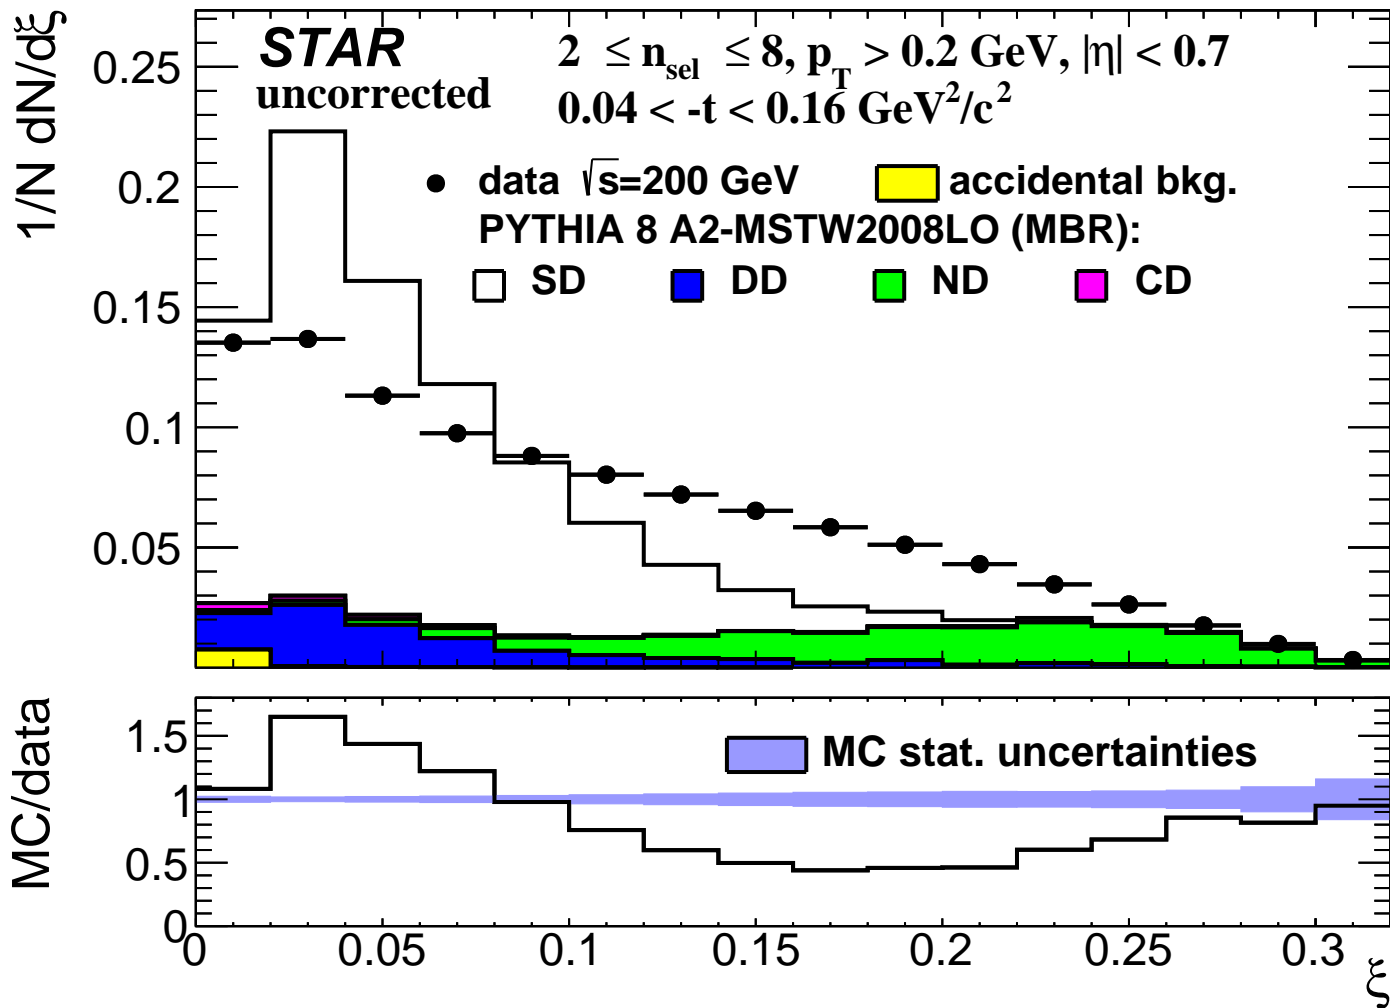 1/N dN/dξ
0.25
0.2
0.15
0.1
0.05
STAR
uncorrected
2 ≤ n_sel ≤ 8, p_T > 0.2 GeV, |η| < 0.7
0.04 < -t < 0.16 GeV²/c²
data √s=200 GeV
accidental bkg.
PYTHIA 8 A2-MSTW2008LO (MBR):
SD DD ND CD
MC/data
1.5
1
0.5
0
MC stat. uncertainties
0 0.05 0.1 0.15 0.2 0.25 0.3
ξ